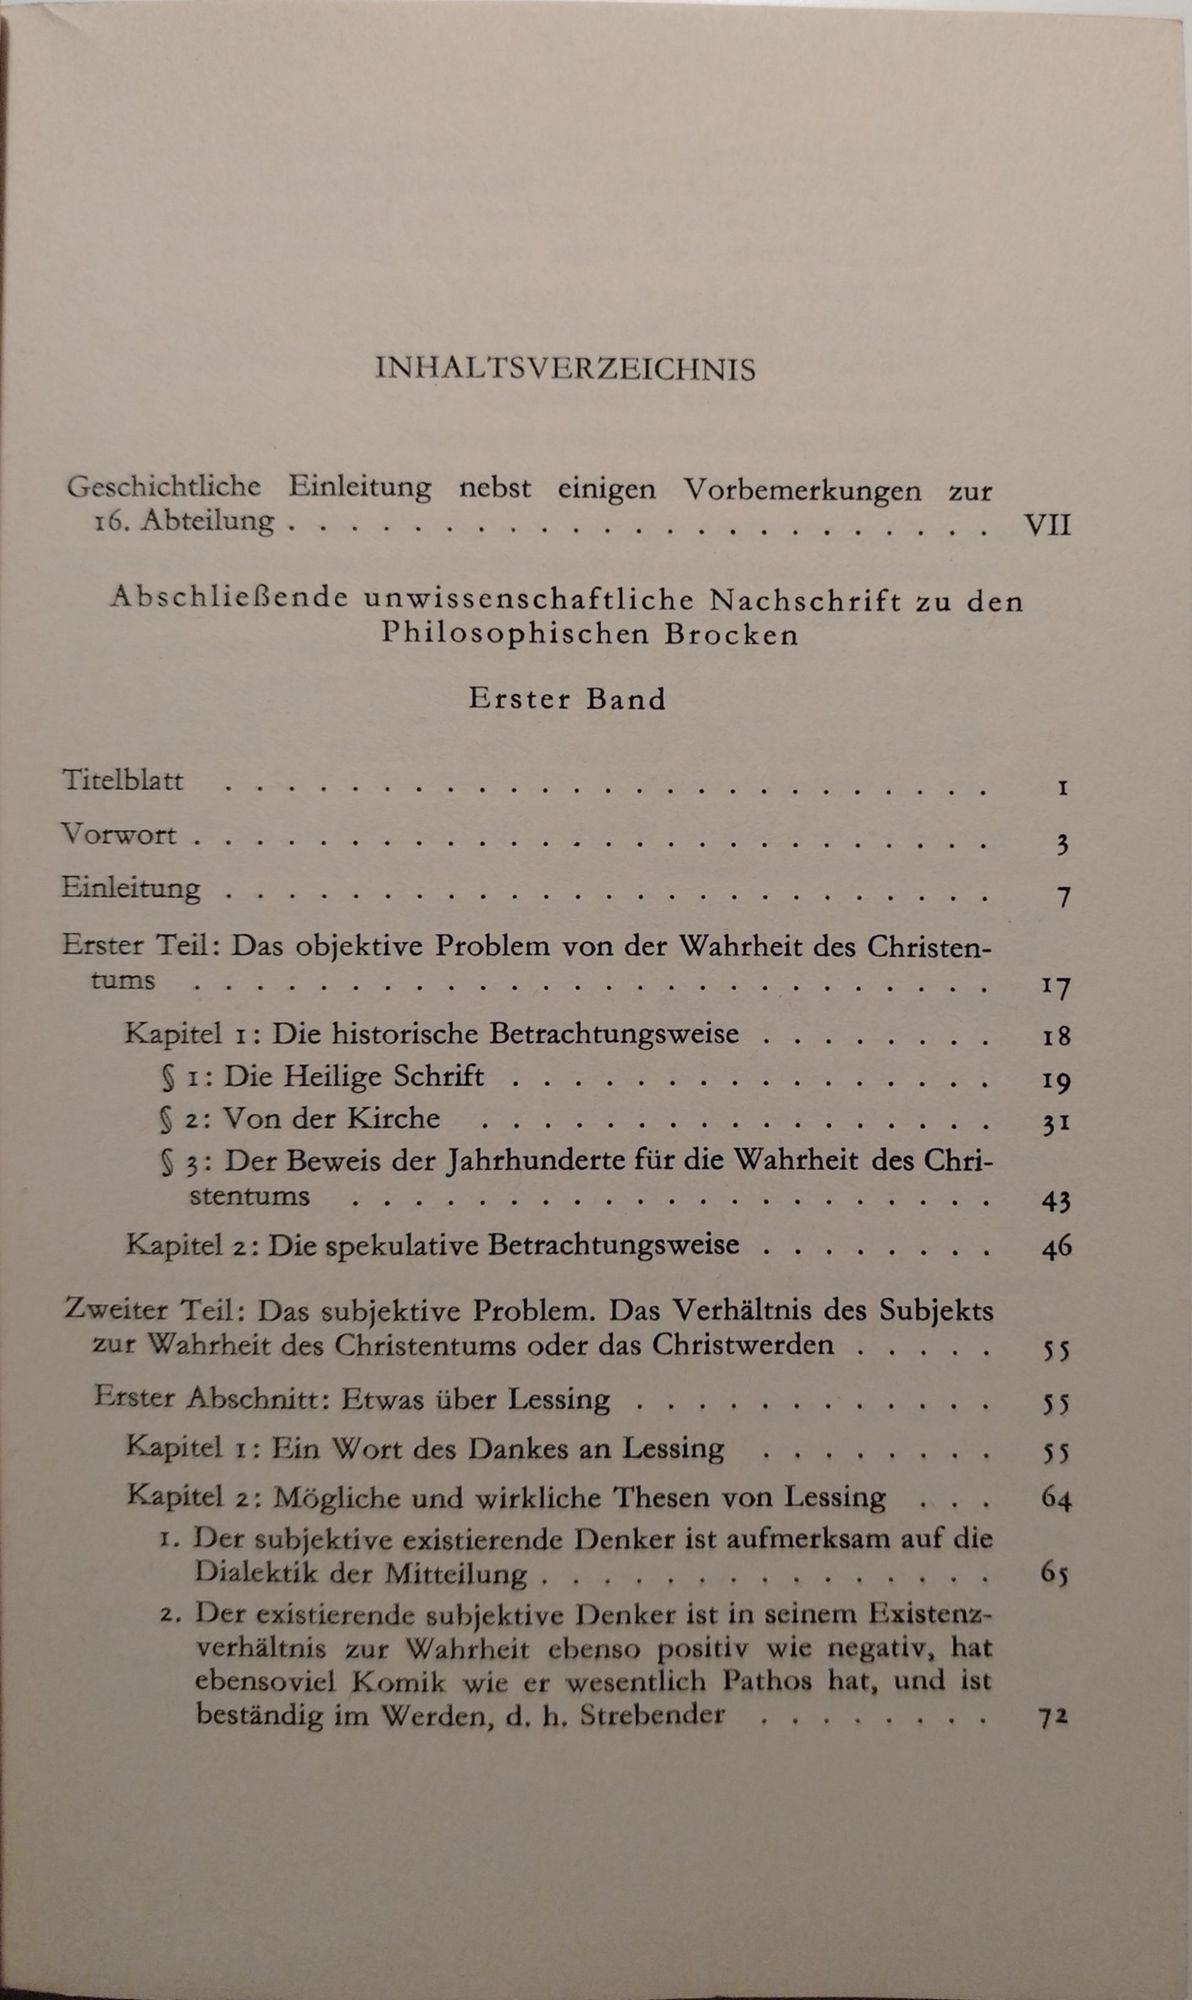 INHALTSVERZEICHNIS
Geschichtliche Einleitung nebst einigen Vorbemerkungen zur
16. Abteilung . . . . . . . . . . . . . . . . . . . . . . . VII
Abschließende unwissenschaftliche Nachschrift zu den
Philosophischen Brocken
Erster Band
Titelblatt . . . . . . . . . . . . . . . . . . . . . . . . . 1
Vorwort . . . . . . . . . . . . . . . . . . . . . . . . . . 3
Einleitung . . . . . . . . . . . . . . . . . . . . . . . . . 7
Erster Teil: Das objektive Problem von der Wahrheit des Christen-
tums . . . . . . . . . . . . . . . . . . . . . . . . . . 17
Kapitel 1: Die historische Betrachtungsweise . . . . . . . . 18
§ 1: Die Heilige Schrift . . . . . . . . . . . . . . . . 19
§ 2: Von der Kirche . . . . . . . . . . . . . . . . . 31
§ 3: Der Beweis der Jahrhunderte für die Wahrheit des Chri-
stentums . . . . . . . . . . . . . . . . . . . . . 43
Kapitel 2: Die spekulative Betrachtungsweise . . . . . . . . 46
Zweiter Teil: Das subjektive Problem. Das Verhältnis des Subjekts
zur Wahrheit des Christentums oder das Christwerden . . . . . 55
Erster Abschnitt: Etwas über Lessing . . . . . . . . . . . . 55
Kapitel 1: Ein Wort des Dankes an Lessing . . . . . . . . 55
Kapitel 2: Mögliche und wirkliche Thesen von Lessing . . . 64
1. Der subjektive existierende Denker ist aufmerksam auf die
Dialektik der Mitteilung . . . . . . . . . . . . . . . 65
2. Der existierende subjektive Denker ist in seinem Existenz-
verhältnis zur Wahrheit ebenso positiv wie negativ, hat
ebensoviel Komik wie er wesentlich Pathos hat, und ist
beständig im Werden, d. h. Strebender . . . . . . . . 72